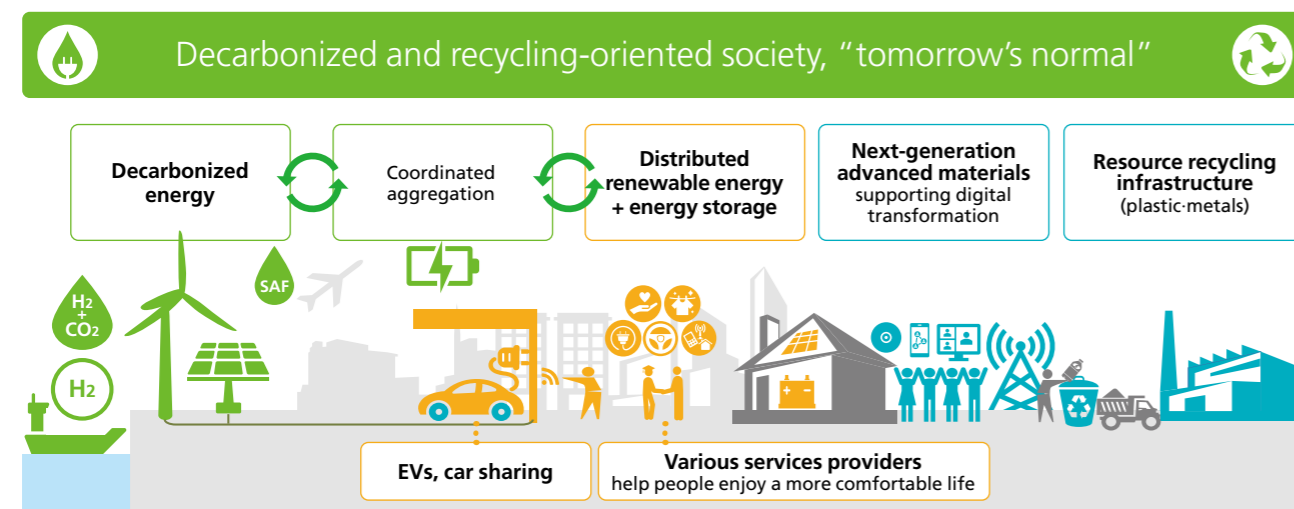 Decarbonized and recycling-oriented society, “tomorrow’s normal”
Decarbonized
energy
Coordinated
aggregation
Distributed
renewable energy
+ energy storage
Next-generation
advanced materials
supporting digital
transformation
Resource recycling
infrastructure
(plastic·metals)
SAF
H2
+
CO2
H2
EVs, car sharing
Various services providers
help people enjoy a more comfortable life